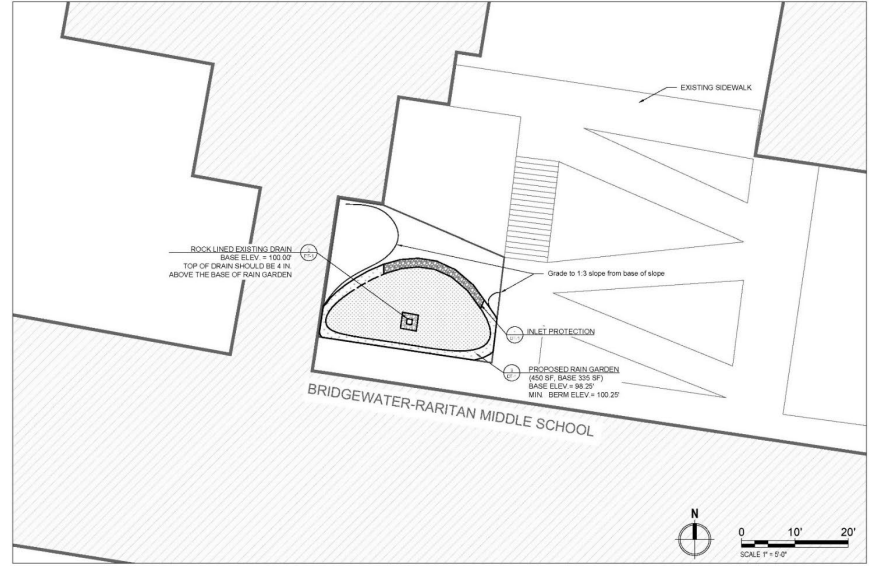 EXISTING SIDEWALK
ROCK LINED EXISTING DRAIN
BASE ELEV. = 100.00'
TOP OF DRAIN SHOULD BE 4 IN.
ABOVE THE BASE OF RAIN GARDEN
Grade to 1:3 slope from base of slope
INLET PROTECTION
PROPOSED RAIN GARDEN
(450 SF, BASE 335 SF)
BASE ELEV.= 98.25'
MIN. BERM ELEV.= 100.25'
BRIDGEWATER-RARITAN MIDDLE SCHOOL
N
0 10' 20'
SCALE 1" = 5'-0"